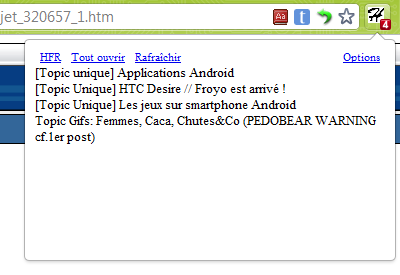 jet_320657_1.htm
Aa
t
H
4
HFR Tout ouvrir Rafraîchir Options
[Topic unique] Applications Android
[Topic Unique] HTC Desire // Froyo est arrivé !
[Topic Unique] Les jeux sur smartphone Android
Topic Gifs: Femmes, Caca, Chutes&Co (PEDOBEAR WARNING
cf.1er post)